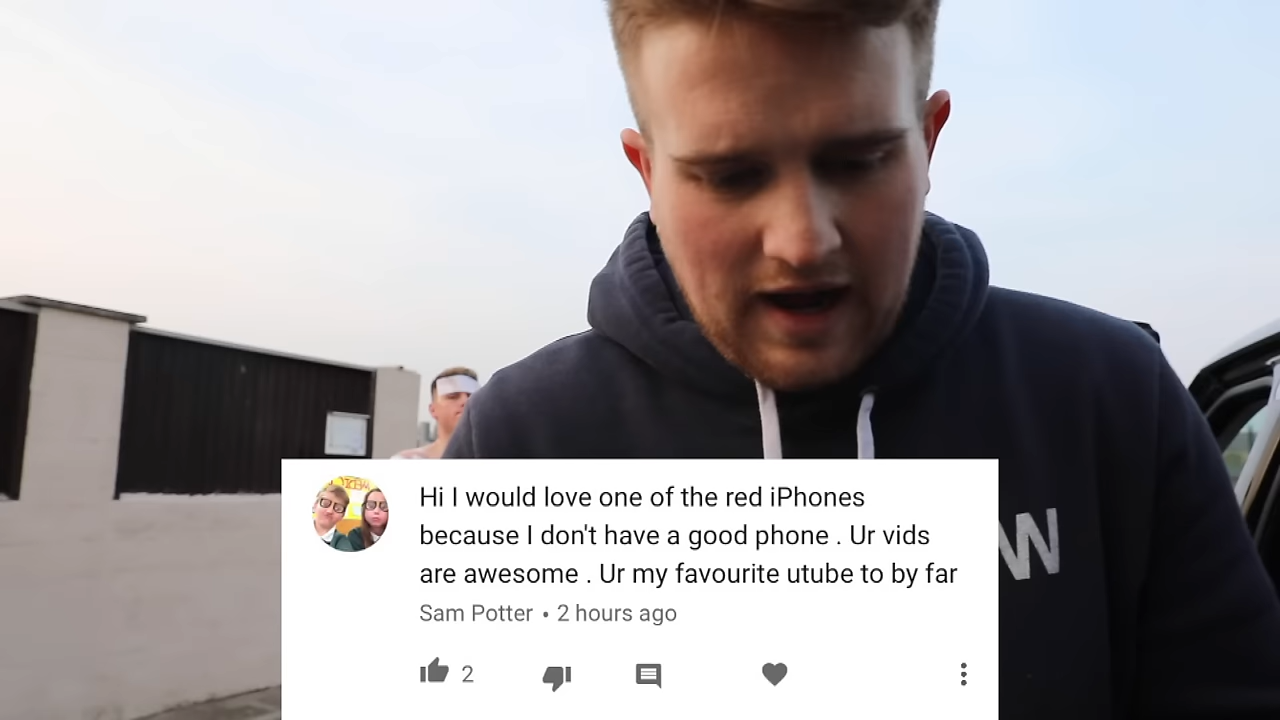 Hi I would love one of the red iPhones
because I don't have a good phone . Ur vids
are awesome . Ur my favourite utube to by far
Sam Potter • 2 hours ago
2
W